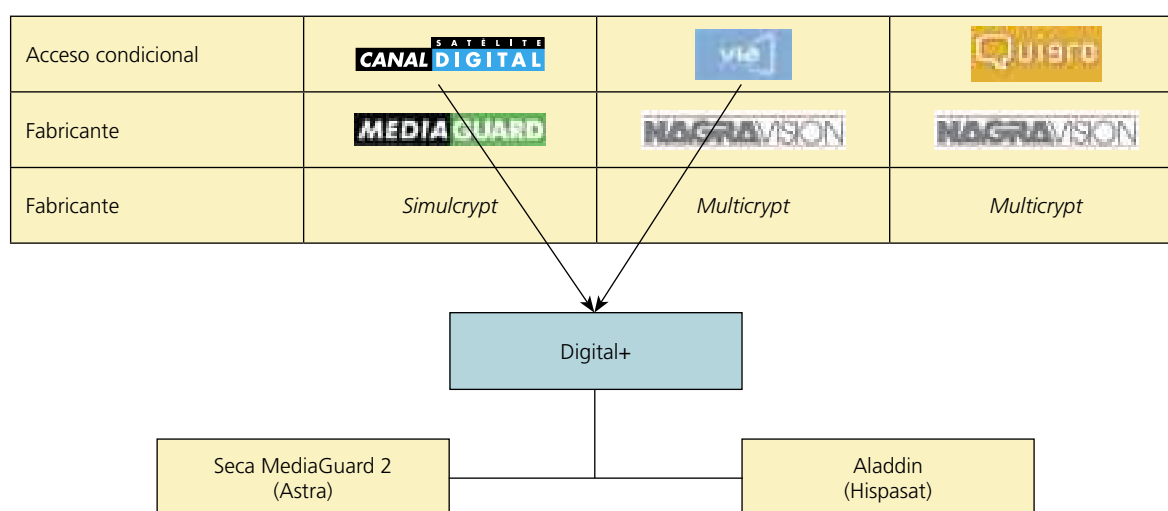 Acceso condicional
SATÉLITE
CANAL DIGITAL
vía
Quiero
Fabricante
MEDIAGUARD
NAGRAVISION
NAGRAVISION
Fabricante
Simulcrypt
Multicrypt
Multicrypt
Digital+
Seca MediaGuard 2
(Astra)
Aladdin
(Hispasat)